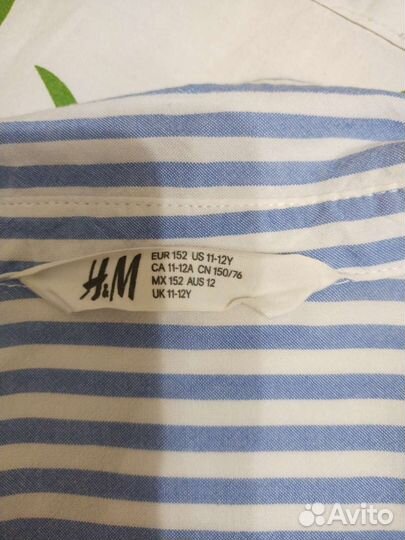 H&M
EUR 152 US 11-12Y
CA 11-12A CN 150/76
MX 152 AUS 12
UK 11-12Y
Avito